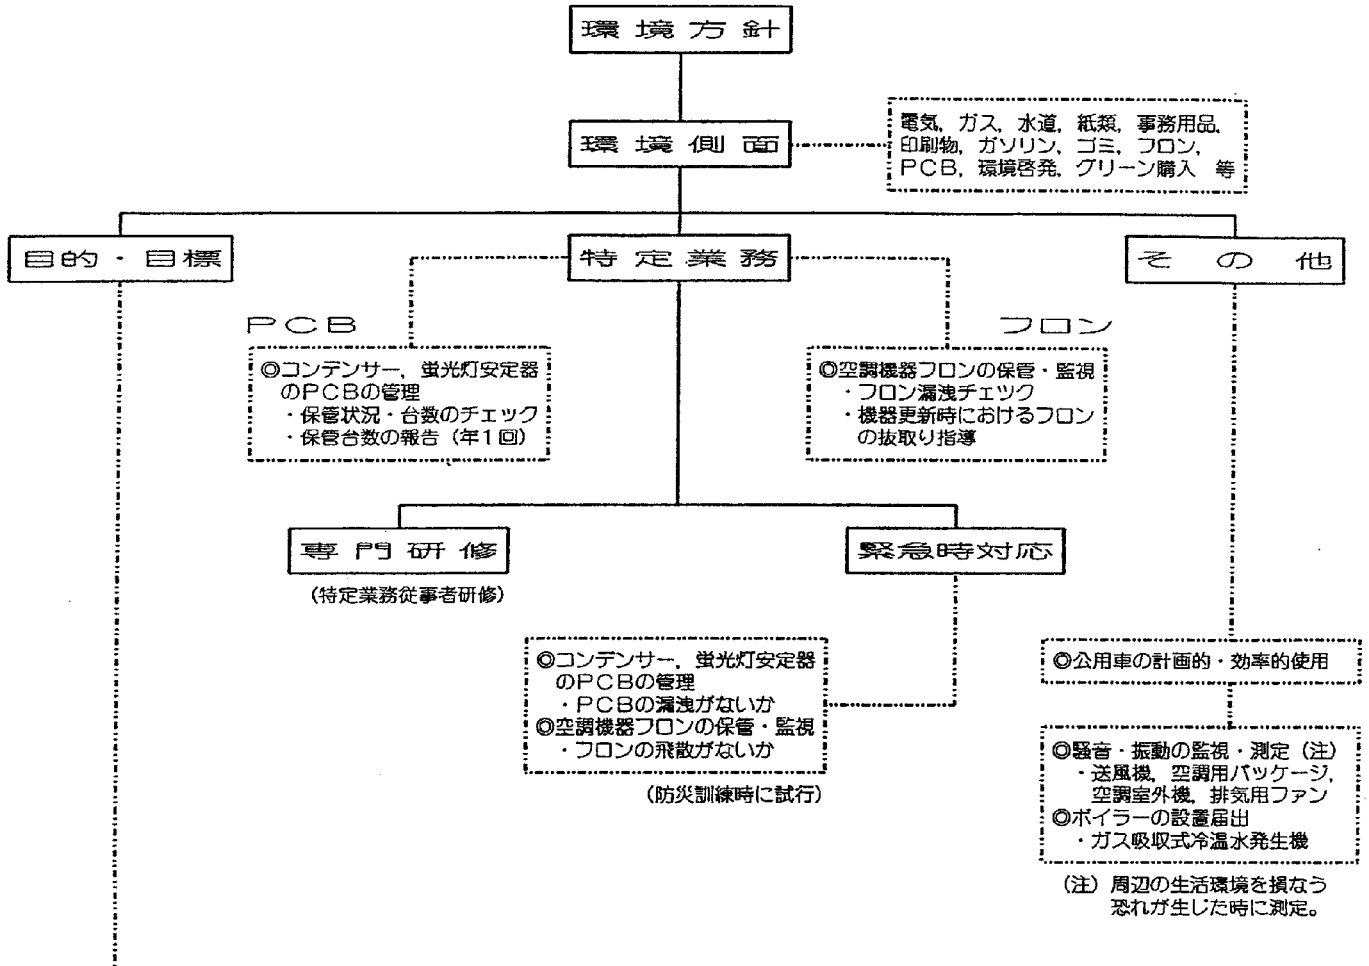 環境方針
環境側面
電気，ガス，水道，紙類，事務用品，
印刷物，ガソリン，ゴミ，フロン，
ＰＣＢ，環境啓発，グリーン購入　等
目的・目標
特定業務
その他
ＰＣＢ
◎コンデンサー，蛍光灯安定器
のＰＣＢの管理
・保管状況・台数のチェック
・保管台数の報告（年１回）
フロン
◎空調機器フロンの保管・監視
・フロン漏洩チェック
・機器更新時におけるフロン
の抜取り指導
専門研修
（特定業務従事者研修）
緊急時対応
◎コンデンサー，蛍光灯安定器
のＰＣＢの管理
・ＰＣＢの漏洩がないか
◎空調機器フロンの保管・監視
・フロンの飛散がないか
（防災訓練時に試行）
◎公用車の計画的・効率的使用
◎騒音・振動の監視・測定（注）
・送風機，空調用パッケージ，
空調室外機，排気用ファン
◎ボイラーの設置届出
・ガス吸収式冷温水発生機
（注）周辺の生活環境を損なう
恐れが生じた時に測定。